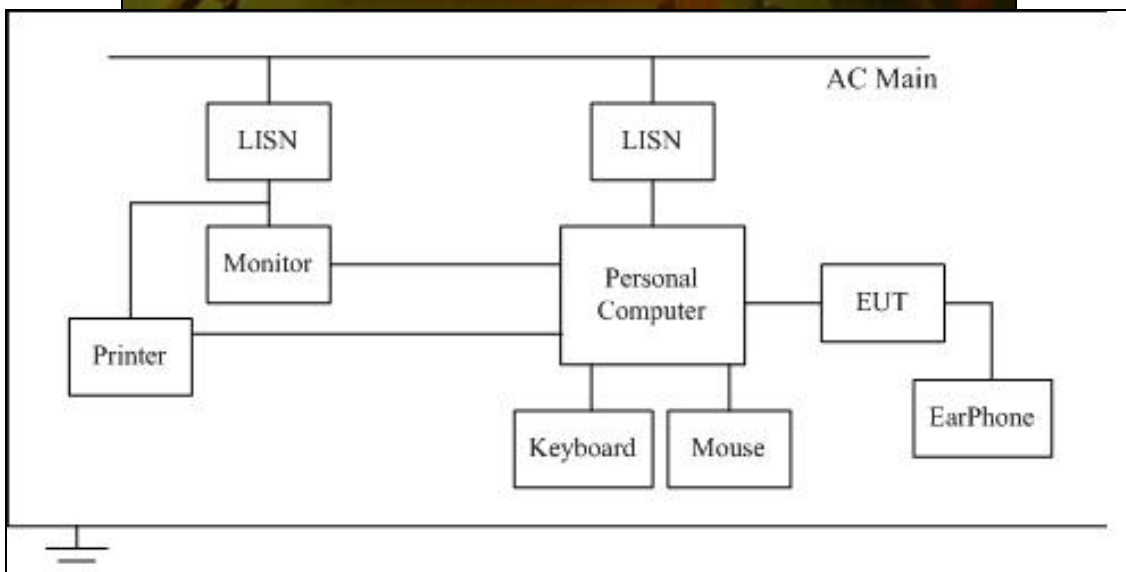 AC Main
LISN
LISN
Monitor
Personal
Computer
EUT
Printer
EarPhone
Keyboard
Mouse